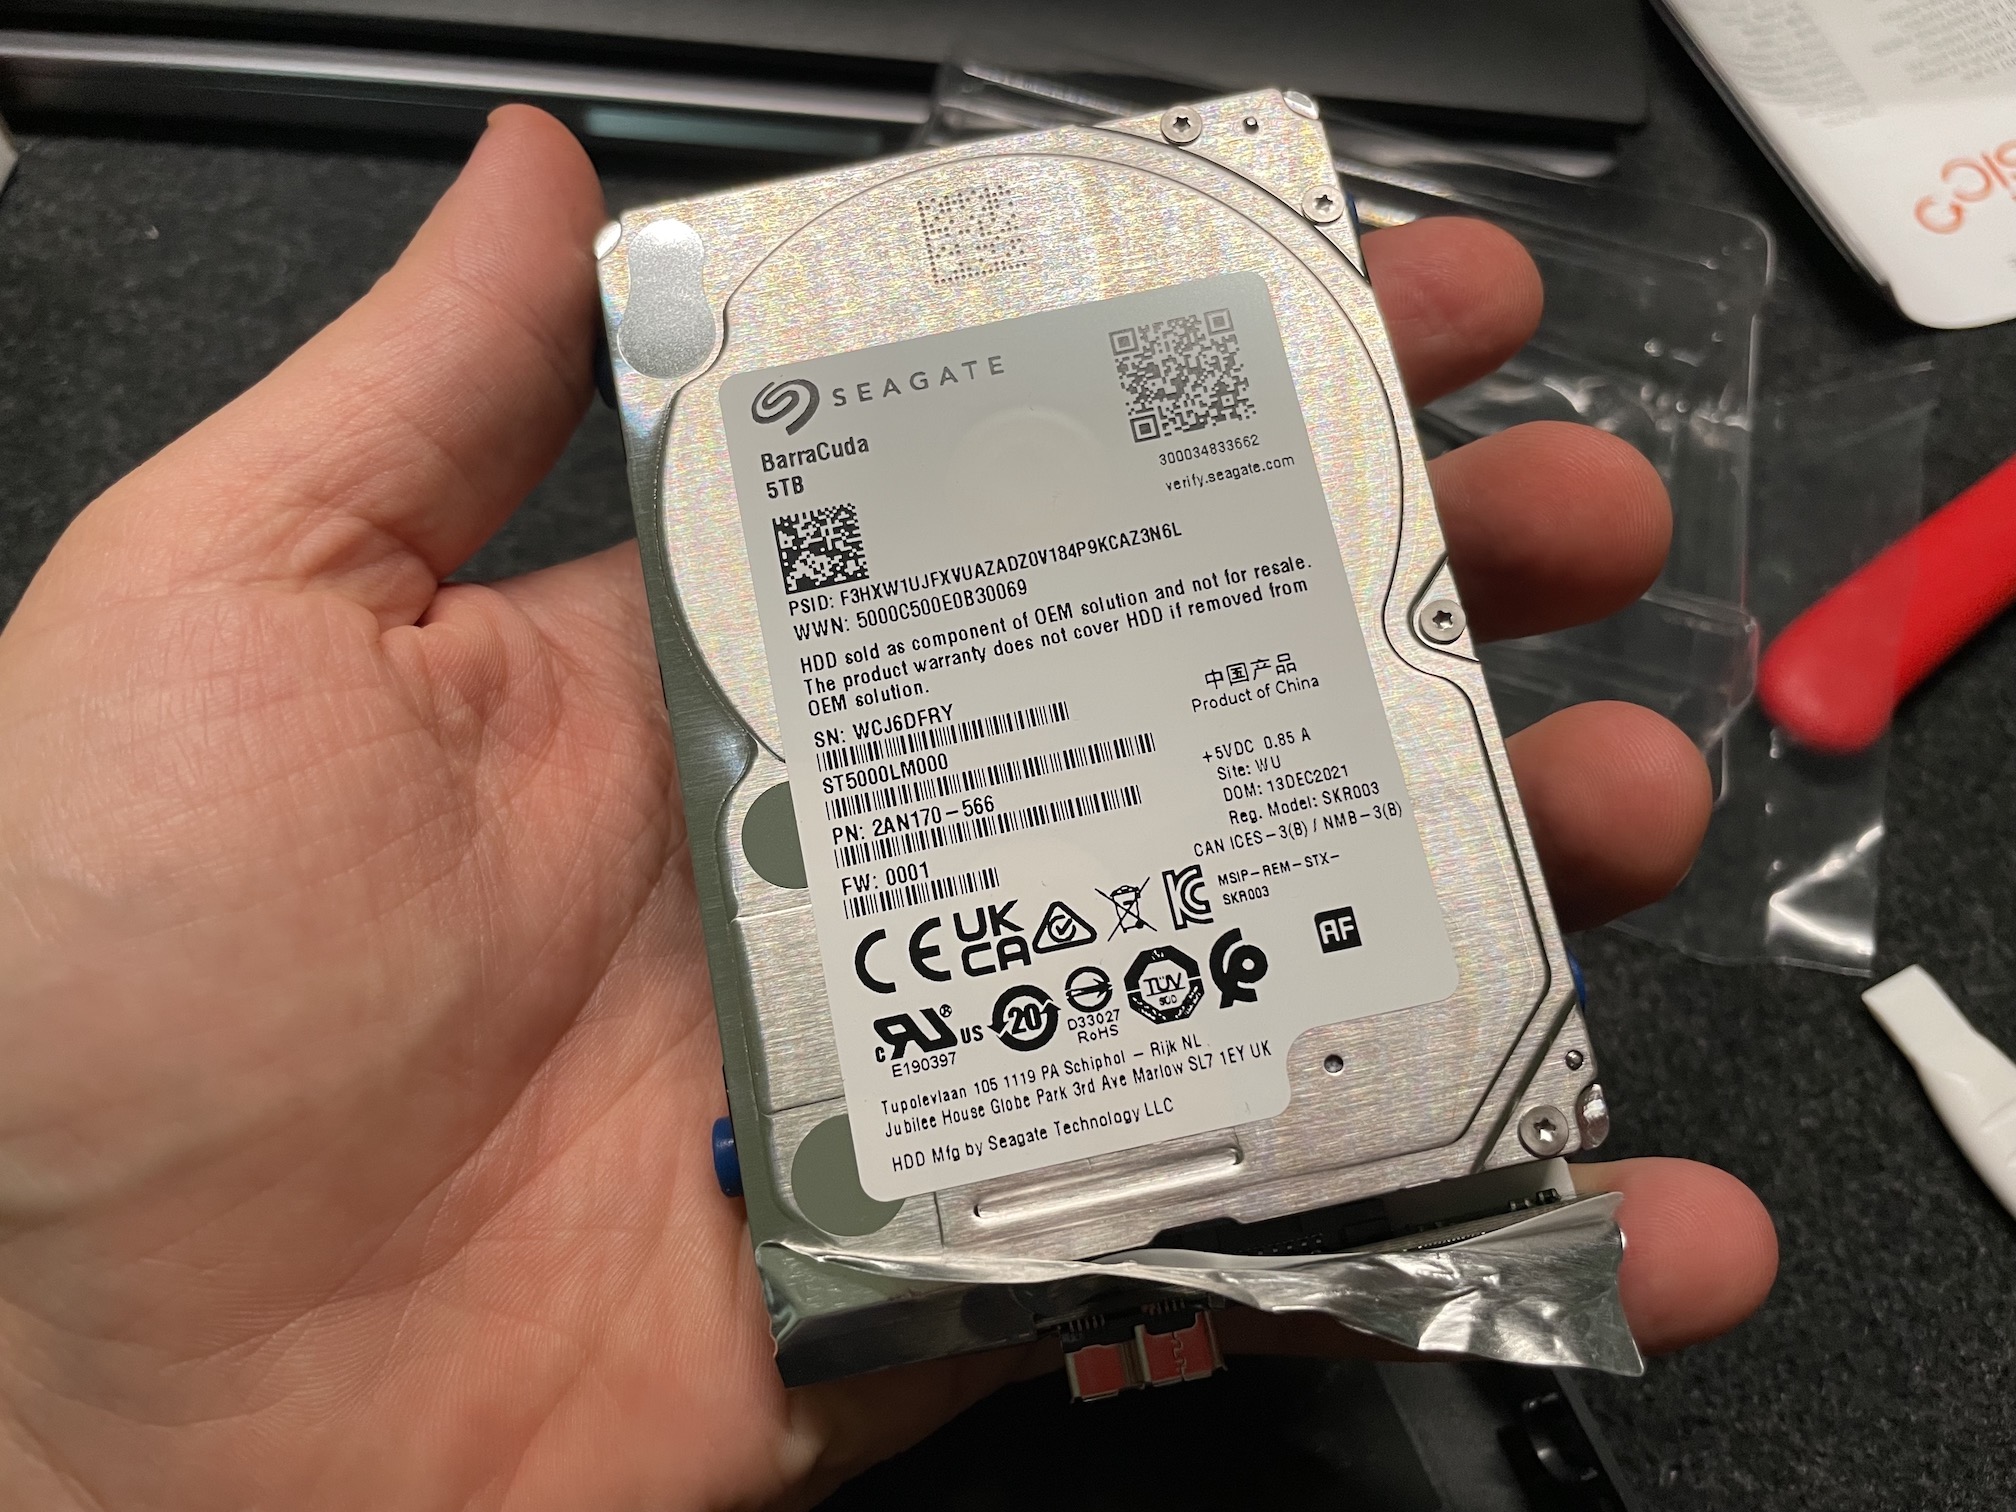 SEAGATE
BarraCuda
5TB
300034833662
verify.seagate.com
PSID: F3HXW1UJFXVUAZADZ0V184P9KCAZ3N6L
WWN: 5000C500E0B30069
HDD sold as component of OEM solution and not for resale.
The product warranty does not cover HDD if removed from
OEM solution.
SN: WCJ6DFRY
ST5000LM000
PN: 2AN170-566
FW: 0001
中国产品
Product of China
+5VDC 0.85 A
Site: WU
DOM: 13DEC2021
Reg. Model: SKR003
CAN ICES-3(B) / NMB-3(B)
MSIP-REM-STX-
SKR003
CE
UK
CA
AF
c UR ® US
E190397
20
D33027
RoHS
TÜV
SÜD
Tupolevlaan 105 1119 PA Schiphol - Rijk NL
Jubilee House Globe Park 3rd Ave Marlow SL7 1EY UK
HDD Mfg by Seagate Technology LLC